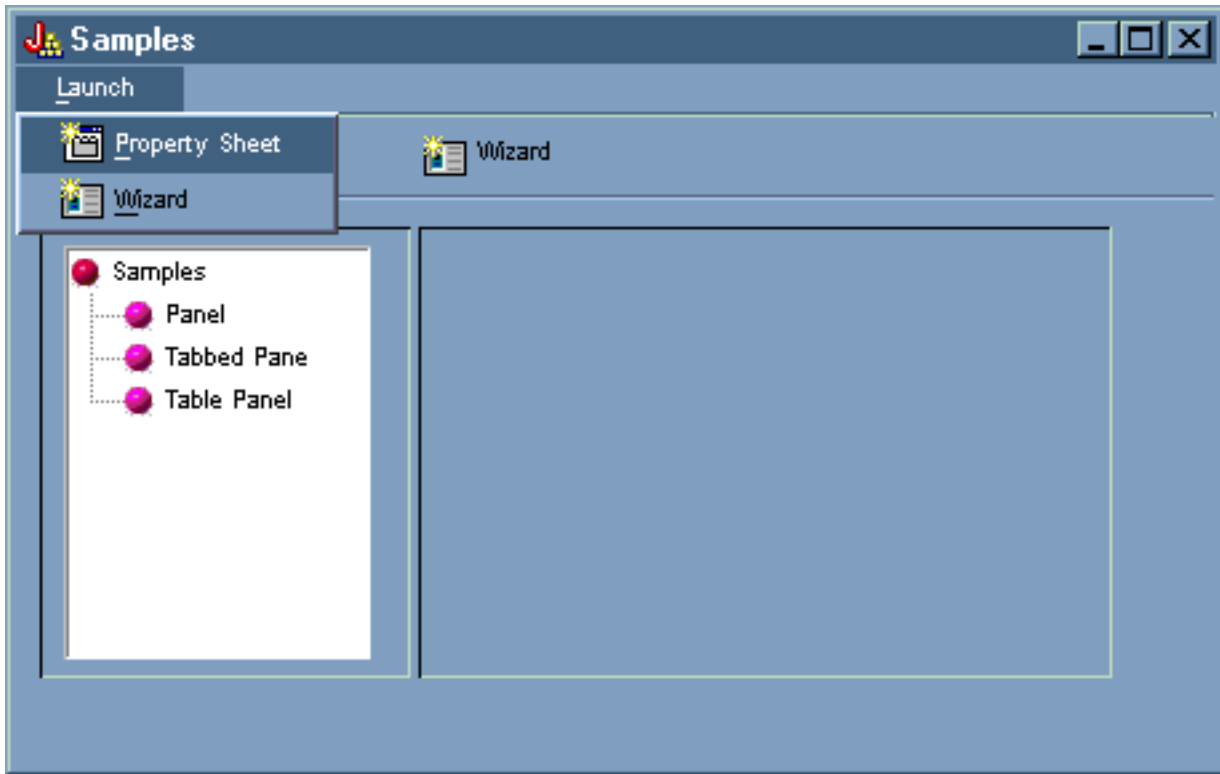 Samples
Launch
Property Sheet
Wizard
Wizard
Samples
Panel
Tabbed Pane
Table Panel